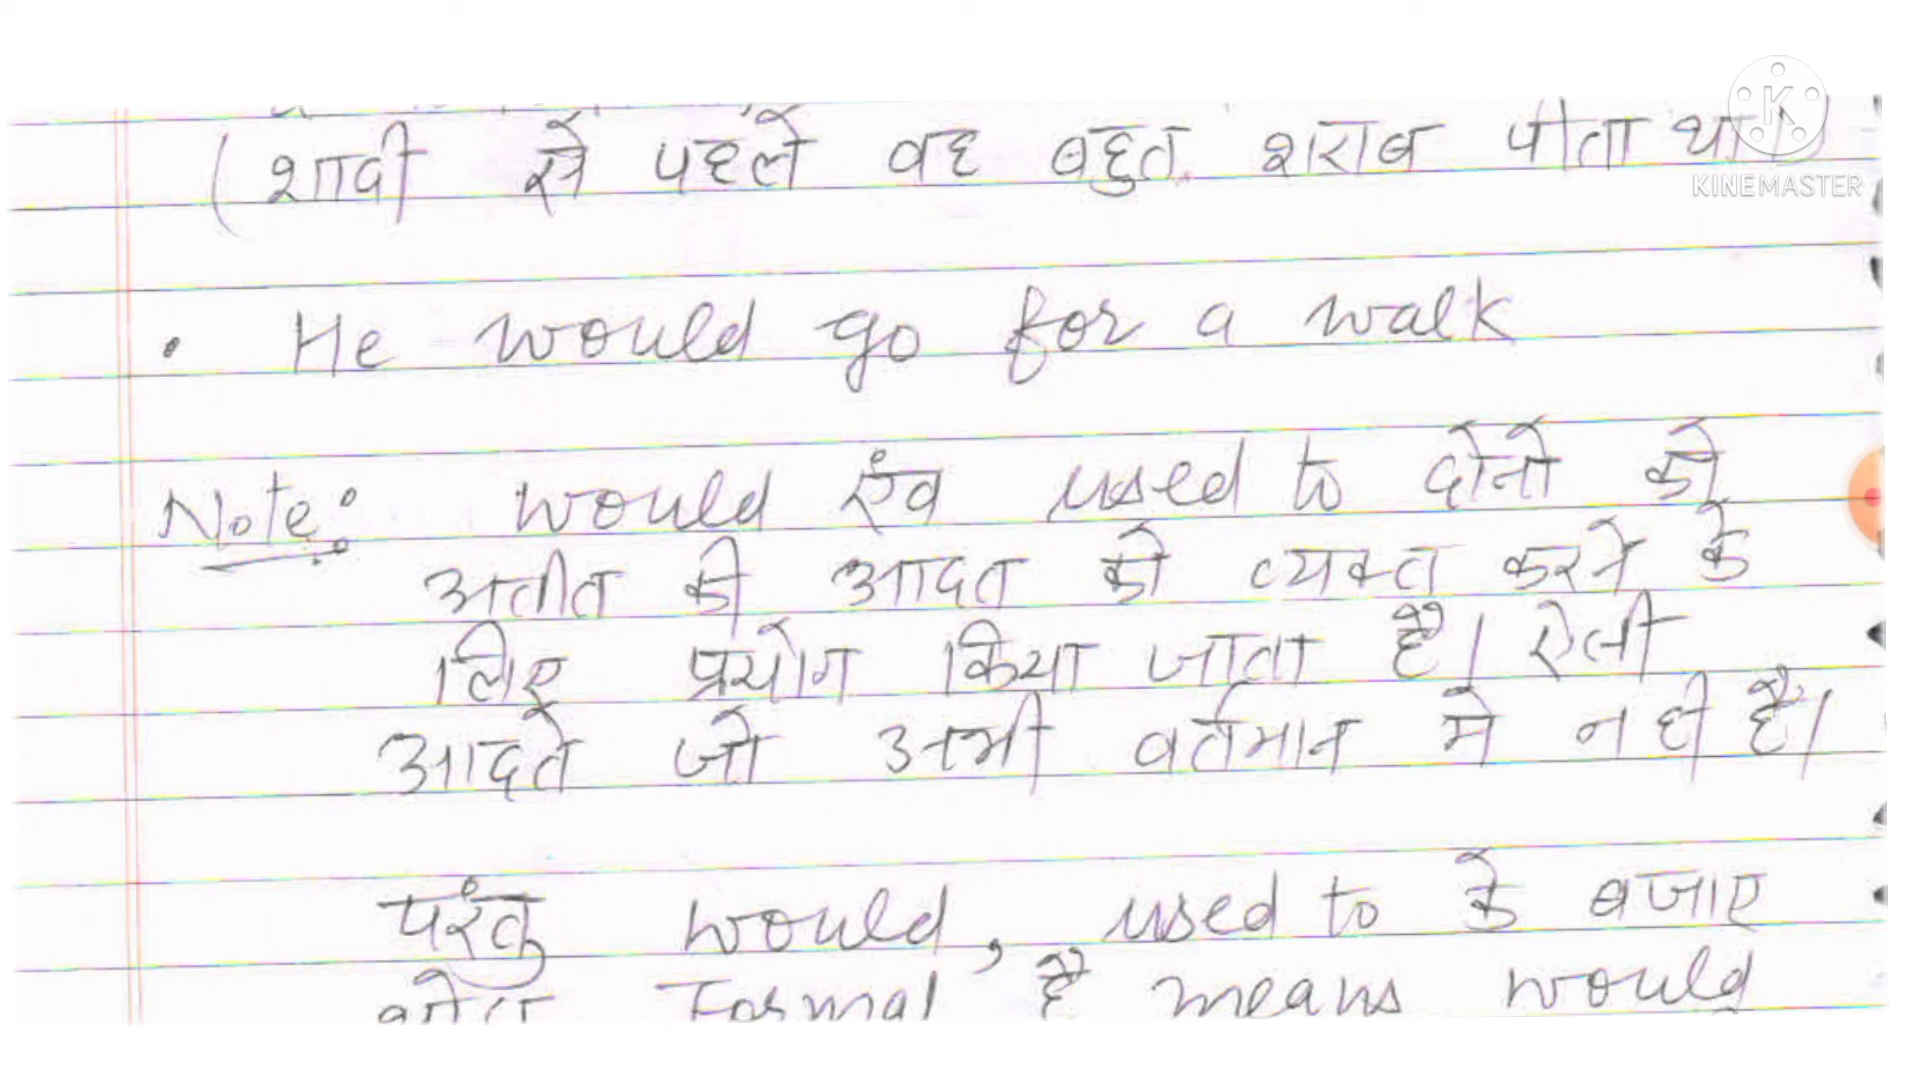 (शादी से पहले वह बहुत शराब पीता था)
KINEMASTER
• He would go for a walk
Note: would एंव used to दोनो को
अतीत की आदत को व्यक्त करने के
लिए प्रयोग किया जाता है। ऐसी
आदते जो अभी वर्तमान मे नही है।
परंतु would, used to के बजाए
Formal है means would